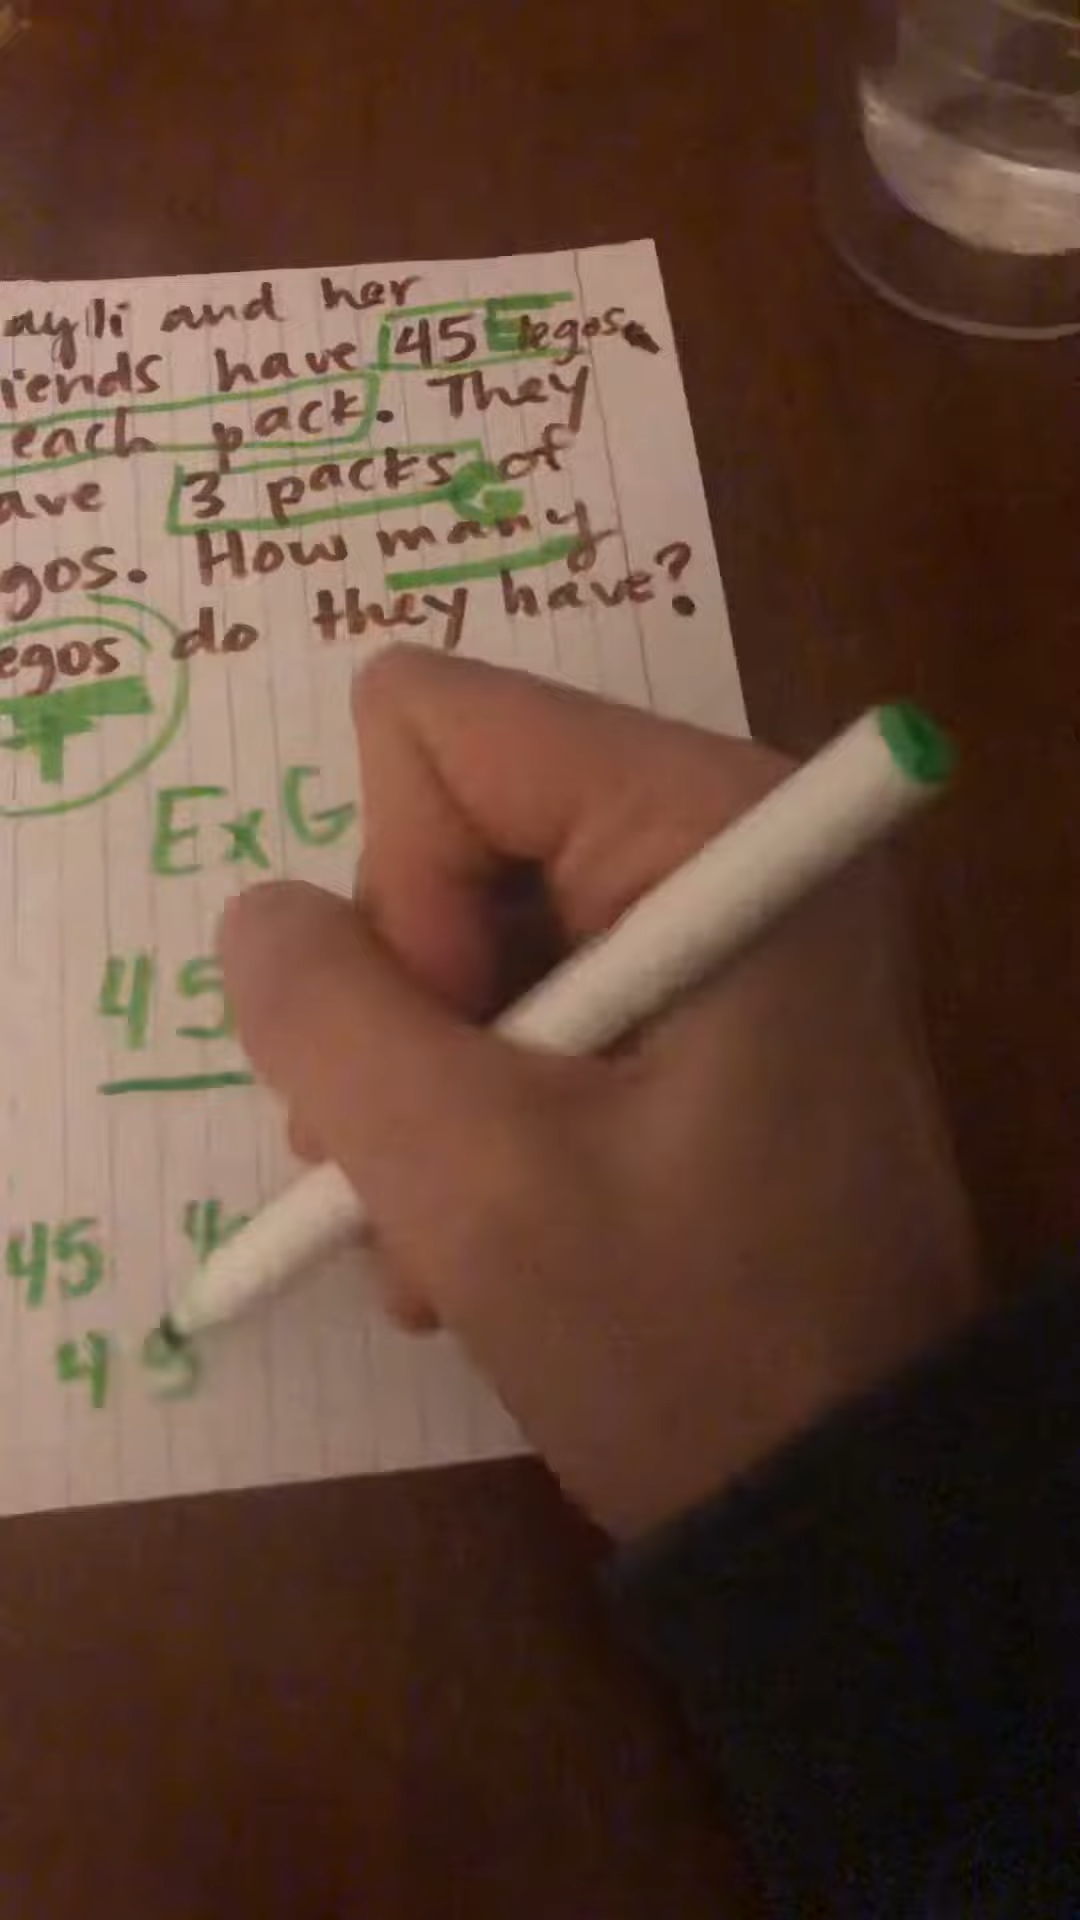 ayli and her
riends have 45 E legos
each pack. They
ave 3 packs G of
gos. How many
egos do they have?
T
E x G
45
45 4
45